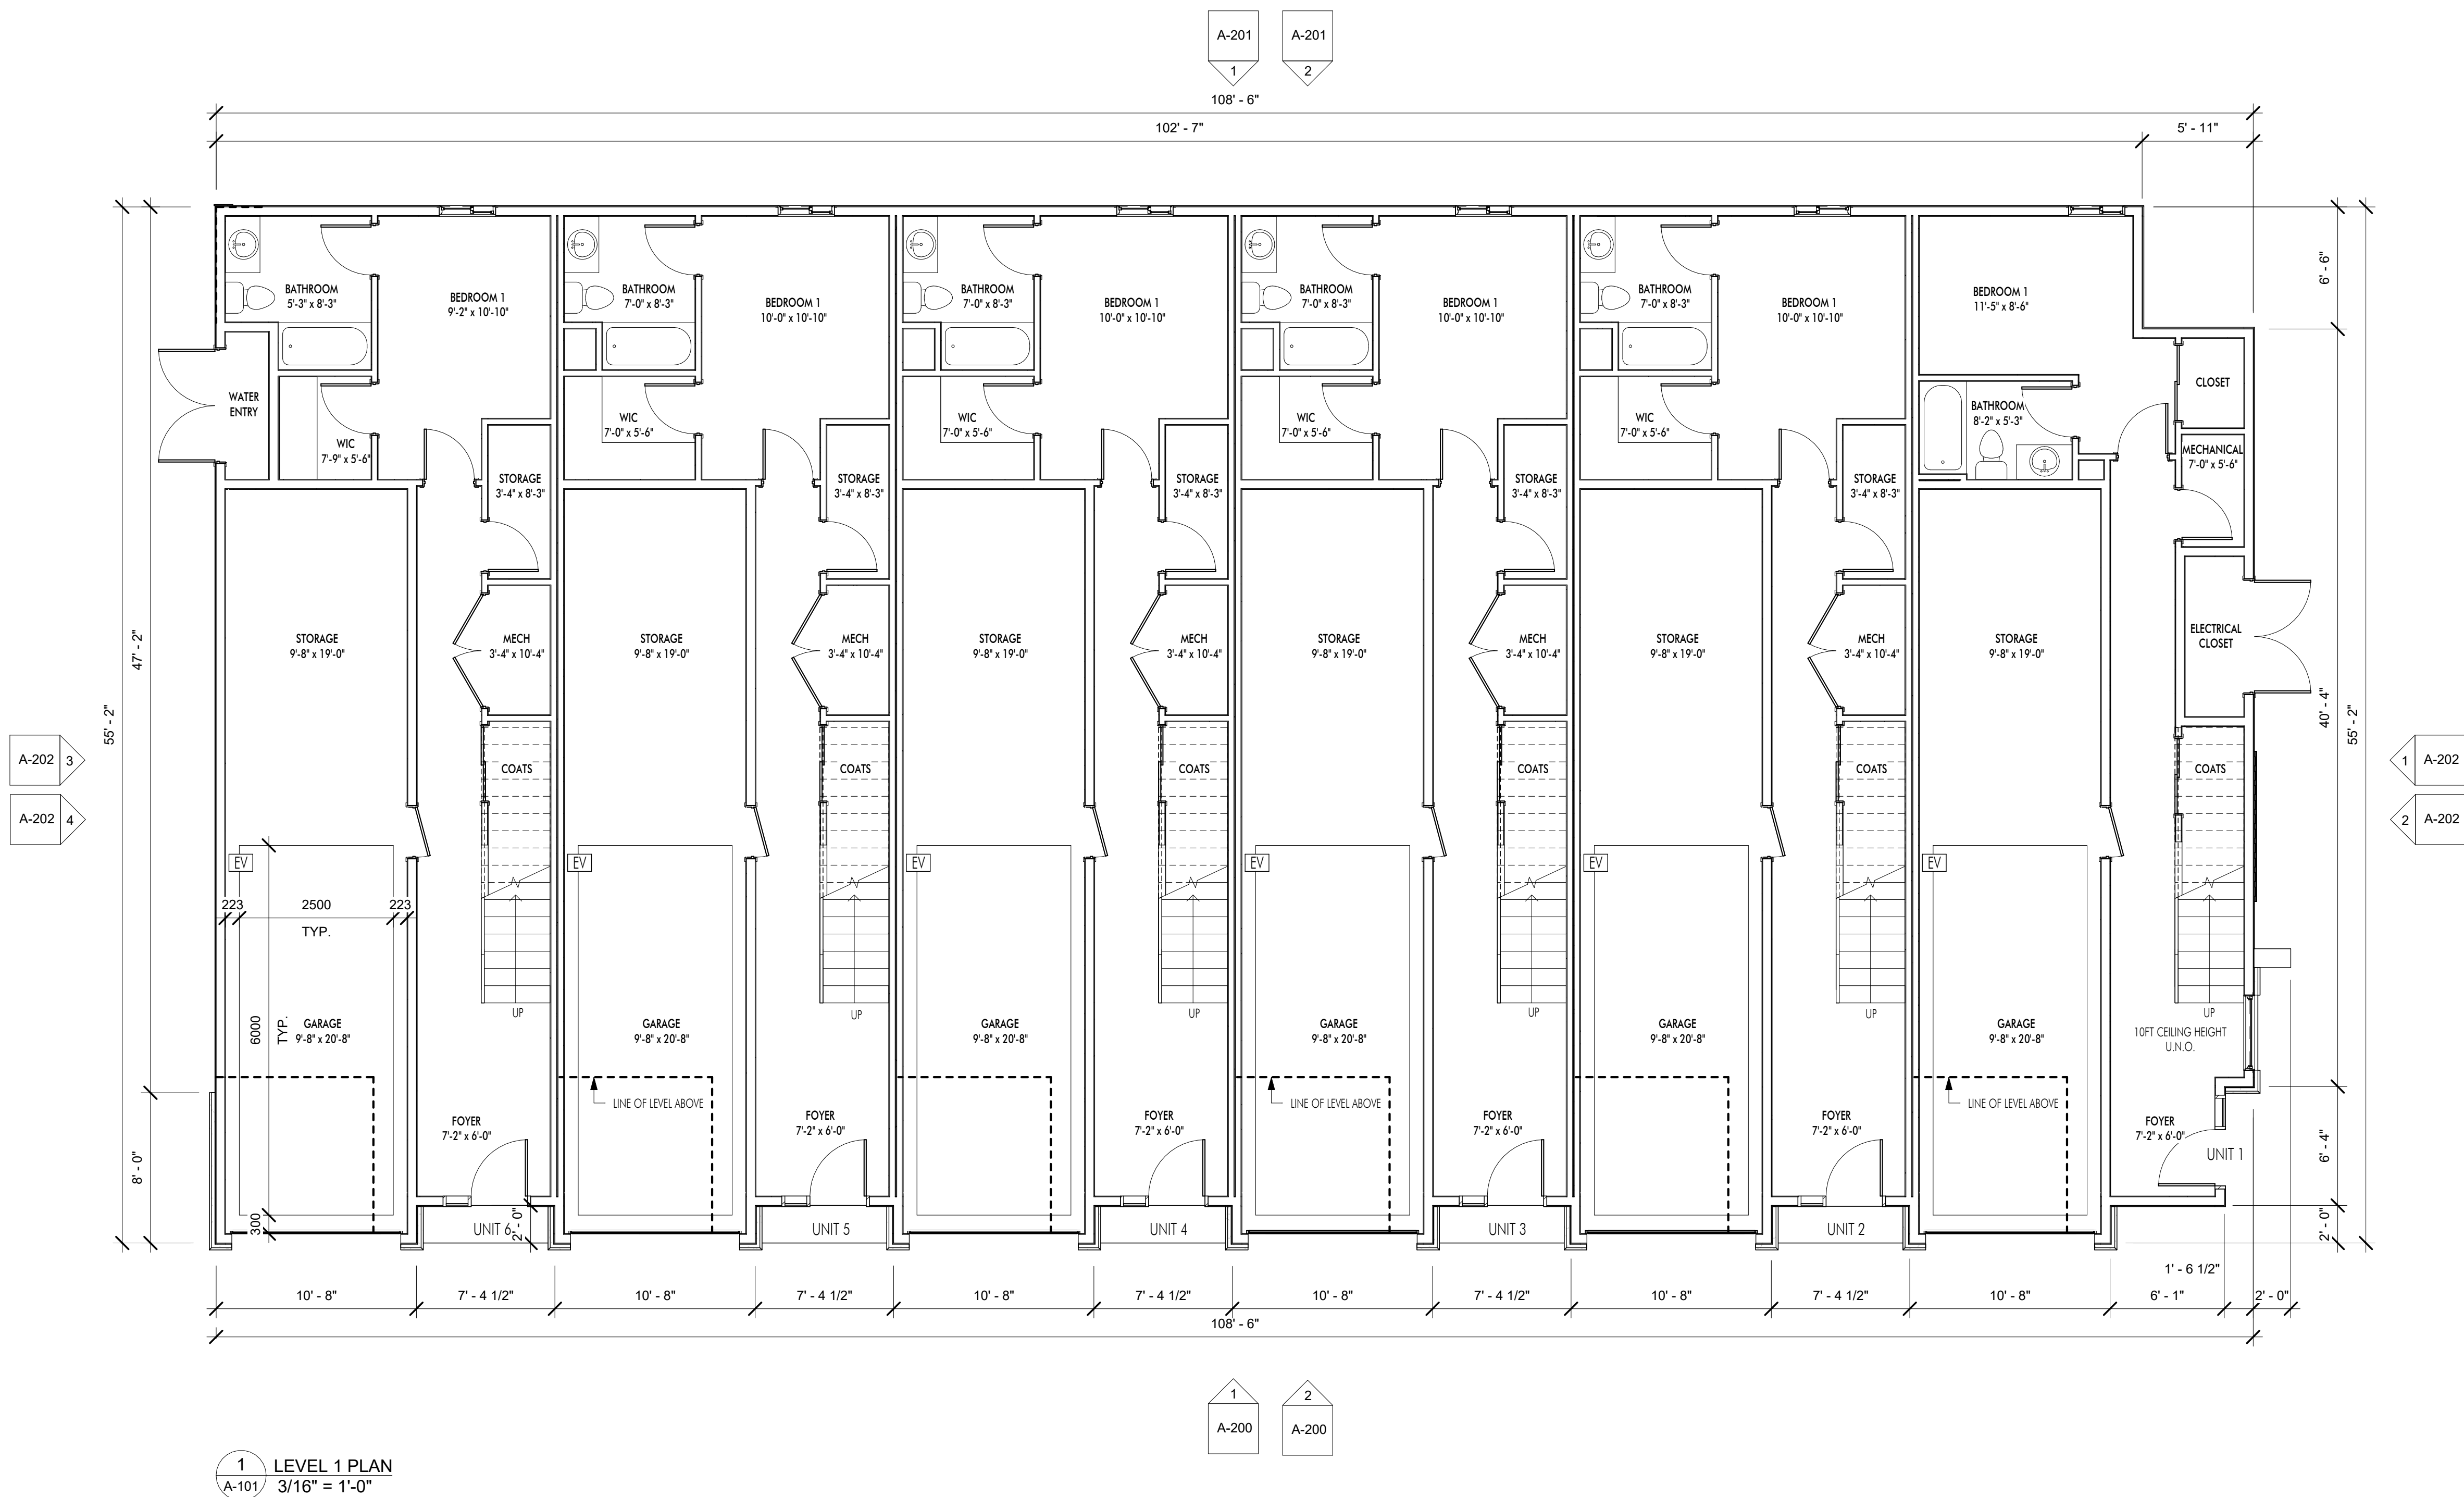 A-201
1
A-201
2
108' - 6"
102' - 7"
5' - 11"
BATHROOM
5'-3" x 8'-3"
BEDROOM 1
9'-2" x 10'-10"
BATHROOM
7'-0" x 8'-3"
BEDROOM 1
10'-0" x 10'-10"
BATHROOM
7'-0" x 8'-3"
BEDROOM 1
10'-0" x 10'-10"
BATHROOM
7'-0" x 8'-3"
BEDROOM 1
10'-0" x 10'-10"
BATHROOM
7'-0" x 8'-3"
BEDROOM 1
10'-0" x 10'-10"
BEDROOM 1
11'-5" x 8'-6"
6' - 6"
WATER
ENTRY
WIC
7'-9" x 5'-6"
WIC
7'-0" x 5'-6"
WIC
7'-0" x 5'-6"
WIC
7'-0" x 5'-6"
WIC
7'-0" x 5'-6"
BATHROOM
8'-2" x 5'-3"
CLOSET
MECHANICAL
7'-0" x 5'-6"
STORAGE
3'-4" x 8'-3"
STORAGE
3'-4" x 8'-3"
STORAGE
3'-4" x 8'-3"
STORAGE
3'-4" x 8'-3"
STORAGE
3'-4" x 8'-3"
55' - 2"
47' - 2"
STORAGE
9'-8" x 19'-0"
MECH
3'-4" x 10'-4"
STORAGE
9'-8" x 19'-0"
MECH
3'-4" x 10'-4"
STORAGE
9'-8" x 19'-0"
MECH
3'-4" x 10'-4"
STORAGE
9'-8" x 19'-0"
MECH
3'-4" x 10'-4"
STORAGE
9'-8" x 19'-0"
MECH
3'-4" x 10'-4"
STORAGE
9'-8" x 19'-0"
ELECTRICAL
CLOSET
40' - 4"
55' - 2"
A-202 3
A-202 4
COATS
COATS
COATS
COATS
COATS
COATS
1 A-202
2 A-202
EV
EV
EV
EV
EV
EV
223
2500
223
TYP.
6000
TYP.
GARAGE
9'-8" x 20'-8"
UP
GARAGE
9'-8" x 20'-8"
UP
GARAGE
9'-8" x 20'-8"
UP
GARAGE
9'-8" x 20'-8"
UP
GARAGE
9'-8" x 20'-8"
UP
GARAGE
9'-8" x 20'-8"
UP
10FT CEILING HEIGHT
U.N.O.
LINE OF LEVEL ABOVE
LINE OF LEVEL ABOVE
LINE OF LEVEL ABOVE
8' - 0"
FOYER
7'-2" x 6'-0"
FOYER
7'-2" x 6'-0"
FOYER
7'-2" x 6'-0"
FOYER
7'-2" x 6'-0"
FOYER
7'-2" x 6'-0"
FOYER
7'-2" x 6'-0"
UNIT 1
6' - 4"
300
UNIT 6
2' - 0"
UNIT 5
UNIT 4
UNIT 3
UNIT 2
2' - 0"
1' - 6 1/2"
10' - 8"
7' - 4 1/2"
10' - 8"
7' - 4 1/2"
10' - 8"
7' - 4 1/2"
10' - 8"
7' - 4 1/2"
10' - 8"
7' - 4 1/2"
10' - 8"
6' - 1"
2' - 0"
108' - 6"
1
A-200
2
A-200
1
A-101
LEVEL 1 PLAN
3/16" = 1'-0"